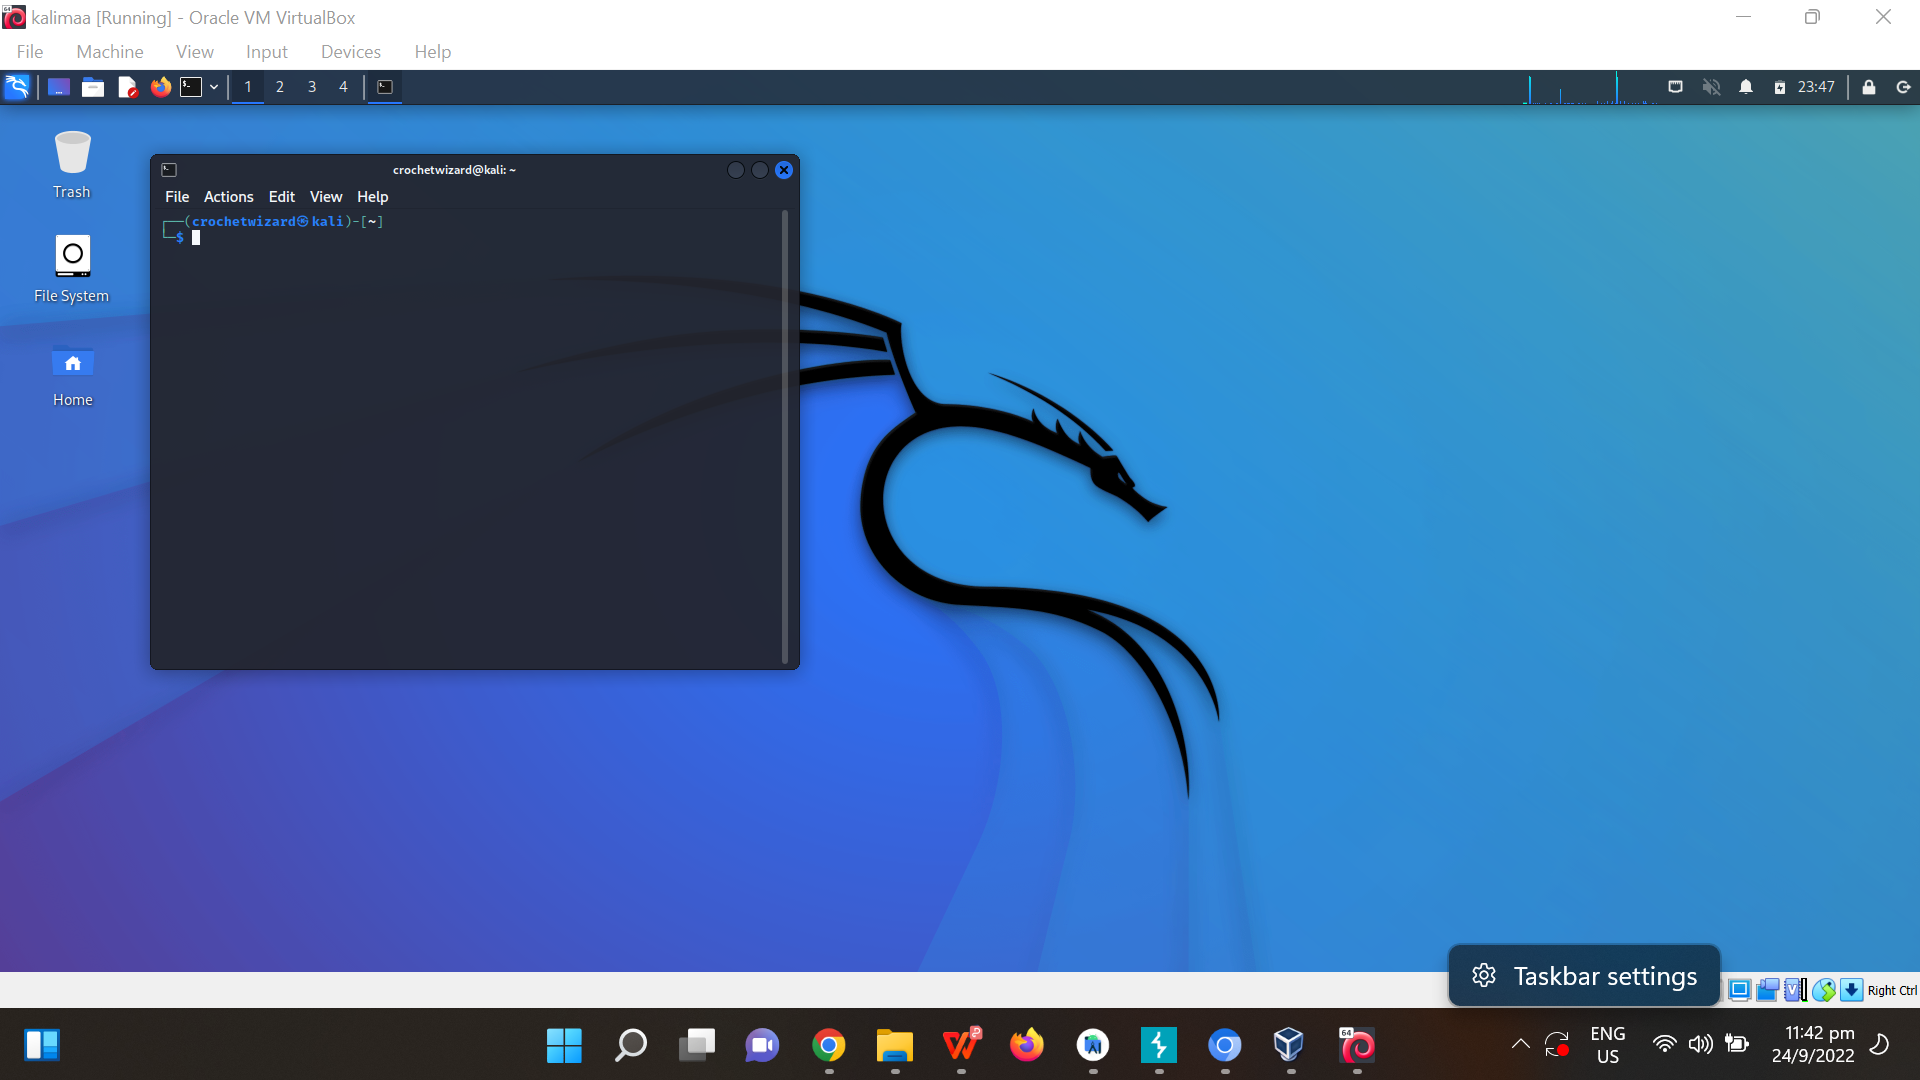 kalimaa [Running] - Oracle VM VirtualBox
File Machine View Input Devices Help
1 2 3 4
23:47
Trash
File System
Home
crochetwizard@kali: ~
File Actions Edit View Help
┌──(crochetwizard㉿kali)-[~]
└─$
Taskbar settings
Right Ctrl
ENG
US
11:42 pm
24/9/2022